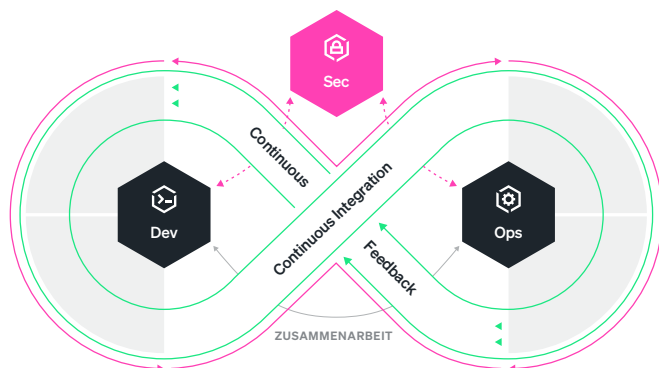 Sec
Continuous
Continuous Integration
Dev
Ops
Feedback
ZUSAMMENARBEIT